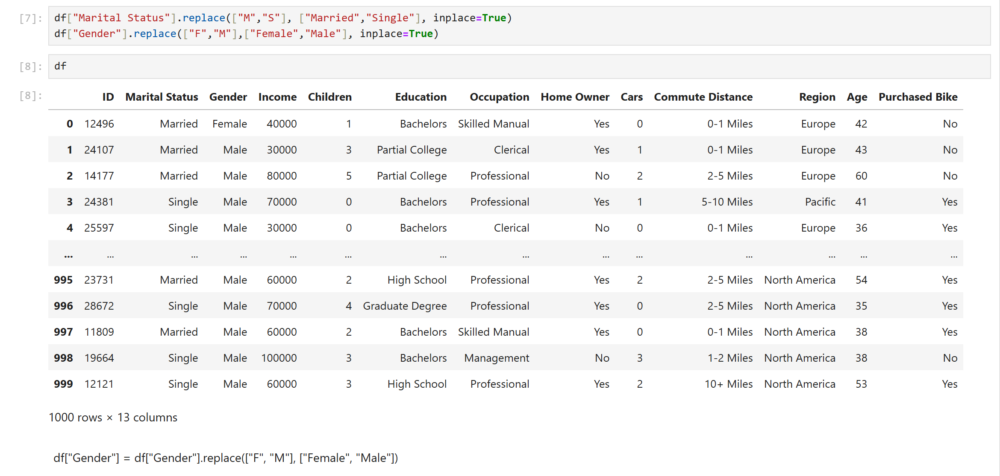 [7]: df["Marital Status"].replace(["M","S"], ["Married","Single"], inplace=True)
df["Gender"].replace(["F","M"],["Female","Male"], inplace=True)
[8]: df
[8]: ID Marital Status Gender Income Children Education Occupation Home Owner Cars Commute Distance Region Age Purchased Bike
0 12496 Married Female 40000 1 Bachelors Skilled Manual Yes 0 0-1 Miles Europe 42 No
1 24107 Married Male 30000 3 Partial College Clerical Yes 1 0-1 Miles Europe 43 No
2 14177 Married Male 80000 5 Partial College Professional No 2 2-5 Miles Europe 60 No
3 24381 Single Male 70000 0 Bachelors Professional Yes 1 5-10 Miles Pacific 41 Yes
4 25597 Single Male 30000 0 Bachelors Clerical No 0 0-1 Miles Europe 36 Yes
... ... ... ... ... ... ... ... ... ... ... ... ... ...
995 23731 Married Male 60000 2 High School Professional Yes 2 2-5 Miles North America 54 Yes
996 28672 Single Male 70000 4 Graduate Degree Professional Yes 0 2-5 Miles North America 35 Yes
997 11809 Married Male 60000 2 Bachelors Skilled Manual Yes 0 0-1 Miles North America 38 Yes
998 19664 Single Male 100000 3 Bachelors Management No 3 1-2 Miles North America 38 No
999 12121 Single Male 60000 3 High School Professional Yes 2 10+ Miles North America 53 Yes
1000 rows × 13 columns
df["Gender"] = df["Gender"].replace(["F", "M"], ["Female", "Male"])